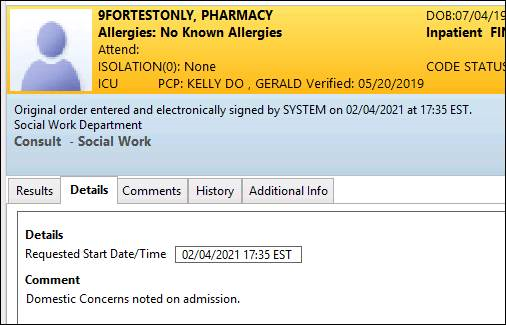 9FORTESTONLY, PHARMACY DOB:07/04/19
Allergies: No Known Allergies Inpatient FIN
Attend:
ISOLATION(0): None CODE STATUS
ICU PCP: KELLY DO , GERALD Verified: 05/20/2019
Original order entered and electronically signed by SYSTEM on 02/04/2021 at 17:35 EST.
Social Work Department
Consult - Social Work
Results Details Comments History Additional Info
Details
Requested Start Date/Time 02/04/2021 17:35 EST
Comment
Domestic Concerns noted on admission.